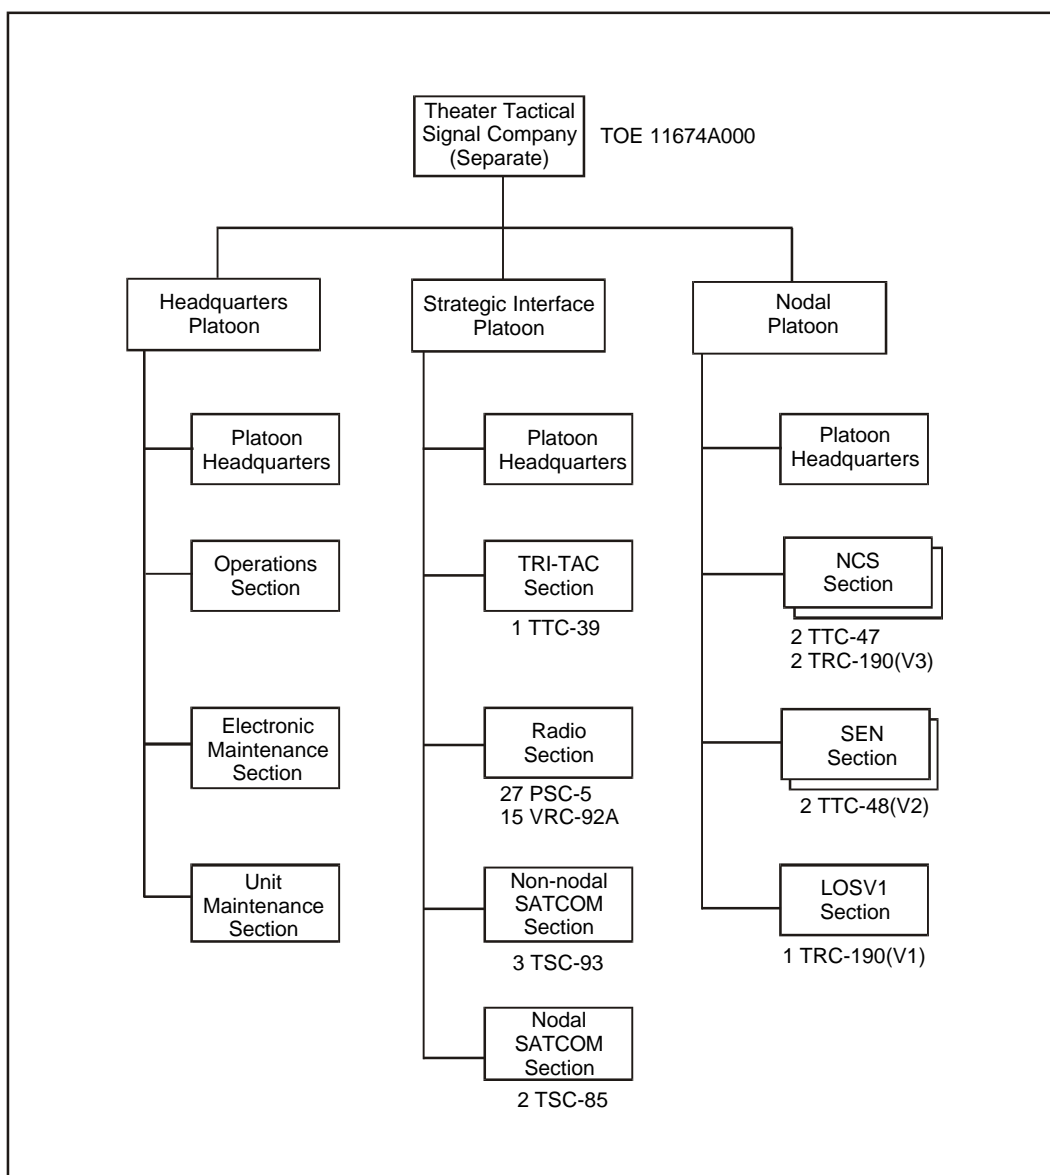 Theater Tactical
Signal Company
(Separate)
TOE 11674A000
Headquarters
Platoon
Platoon
Headquarters
Operations
Section
Electronic
Maintenance
Section
Unit
Maintenance
Section
Strategic Interface
Platoon
Platoon
Headquarters
TRI-TAC
Section
1 TTC-39
Radio
Section
27 PSC-5
15 VRC-92A
Non-nodal
SATCOM
Section
3 TSC-93
Nodal
SATCOM
Section
2 TSC-85
Nodal
Platoon
Platoon
Headquarters
NCS
Section
2 TTC-47
2 TRC-190(V3)
SEN
Section
2 TTC-48(V2)
LOSV1
Section
1 TRC-190(V1)